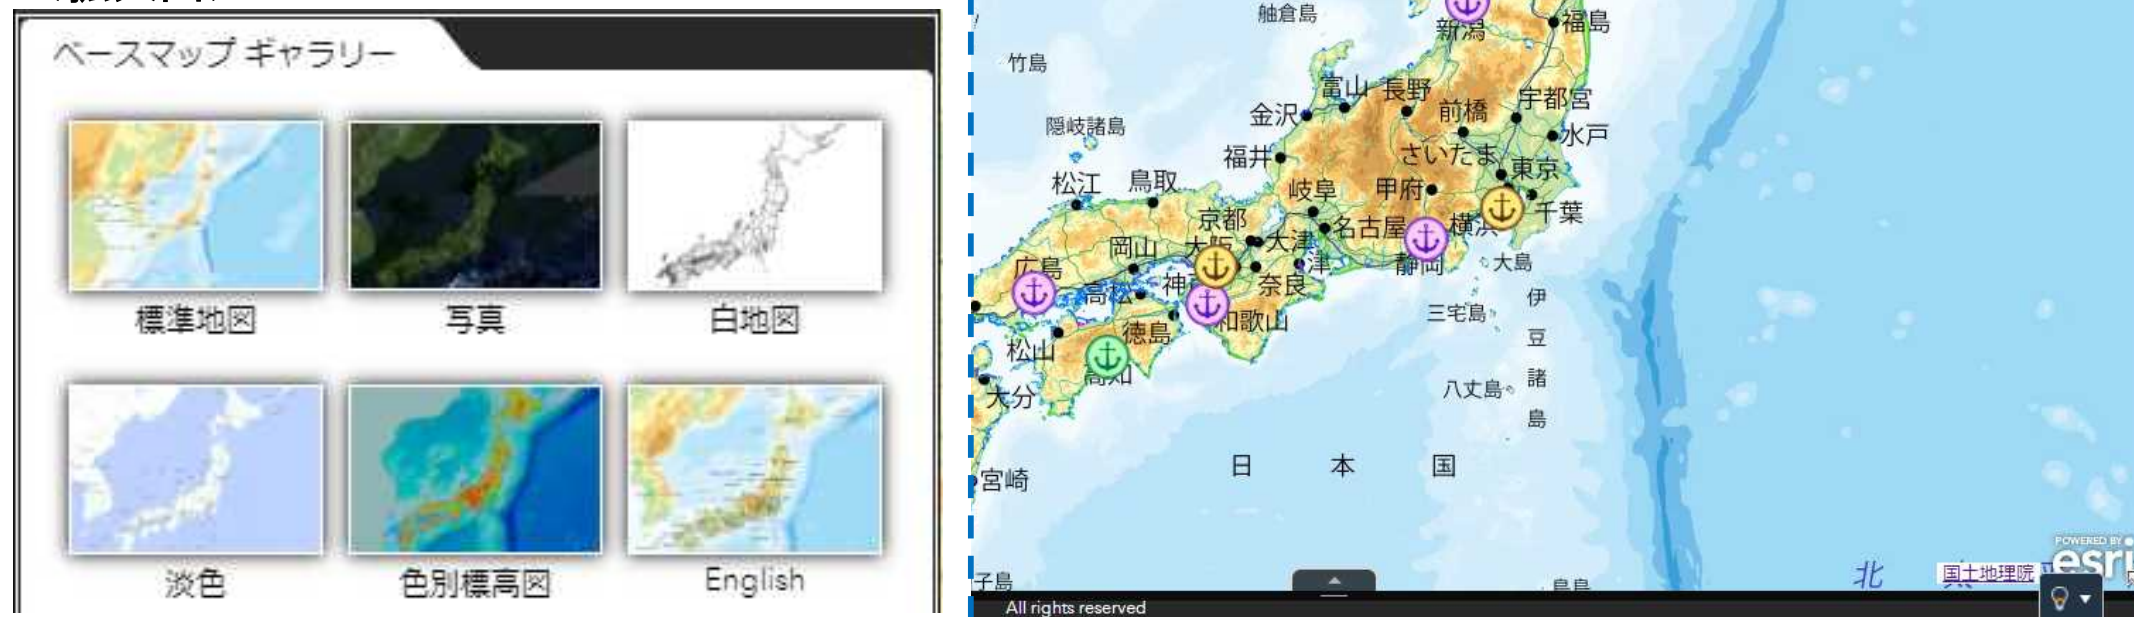 ベースマップ ギャラリー
標準地図
写真
白地図
淡色
色別標高図
English
舳倉島
新潟
福島
竹島
富山
長野
宇都宮
前橋
金沢
水戸
隠岐諸島
さいたま
福井
東京
松江
鳥取
岐阜
甲府
千葉
京都
名古屋
横浜
岡山
大阪
大津
津
静岡
大島
広島
高松
奈良
伊豆諸島
三宅島
和歌山
徳島
松山
高知
八丈島
大分
日本国
宮崎
子島
鳥島
北
国土地理院
POWERED BY
esri
All rights reserved